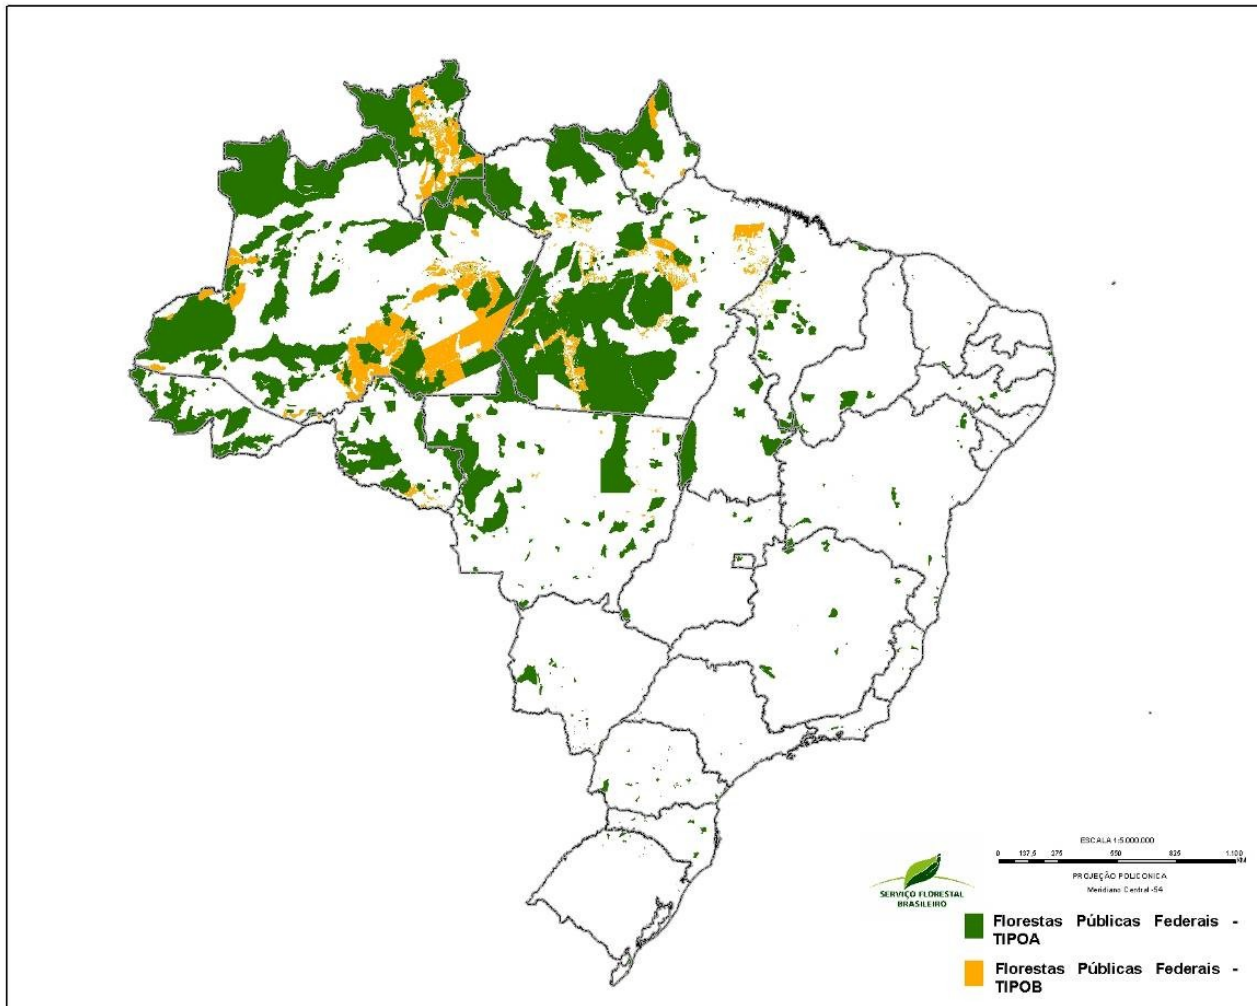 ESCALA 1:5.000.000
0 137,5 275 550 825 1.100
KM
PROJEÇÃO POLICONICA
Meridiano Central -54
SERVIÇO FLORESTAL
BRASILEIRO
Florestas Públicas Federais -
TIPOA
Florestas Públicas Federais -
TIPOB